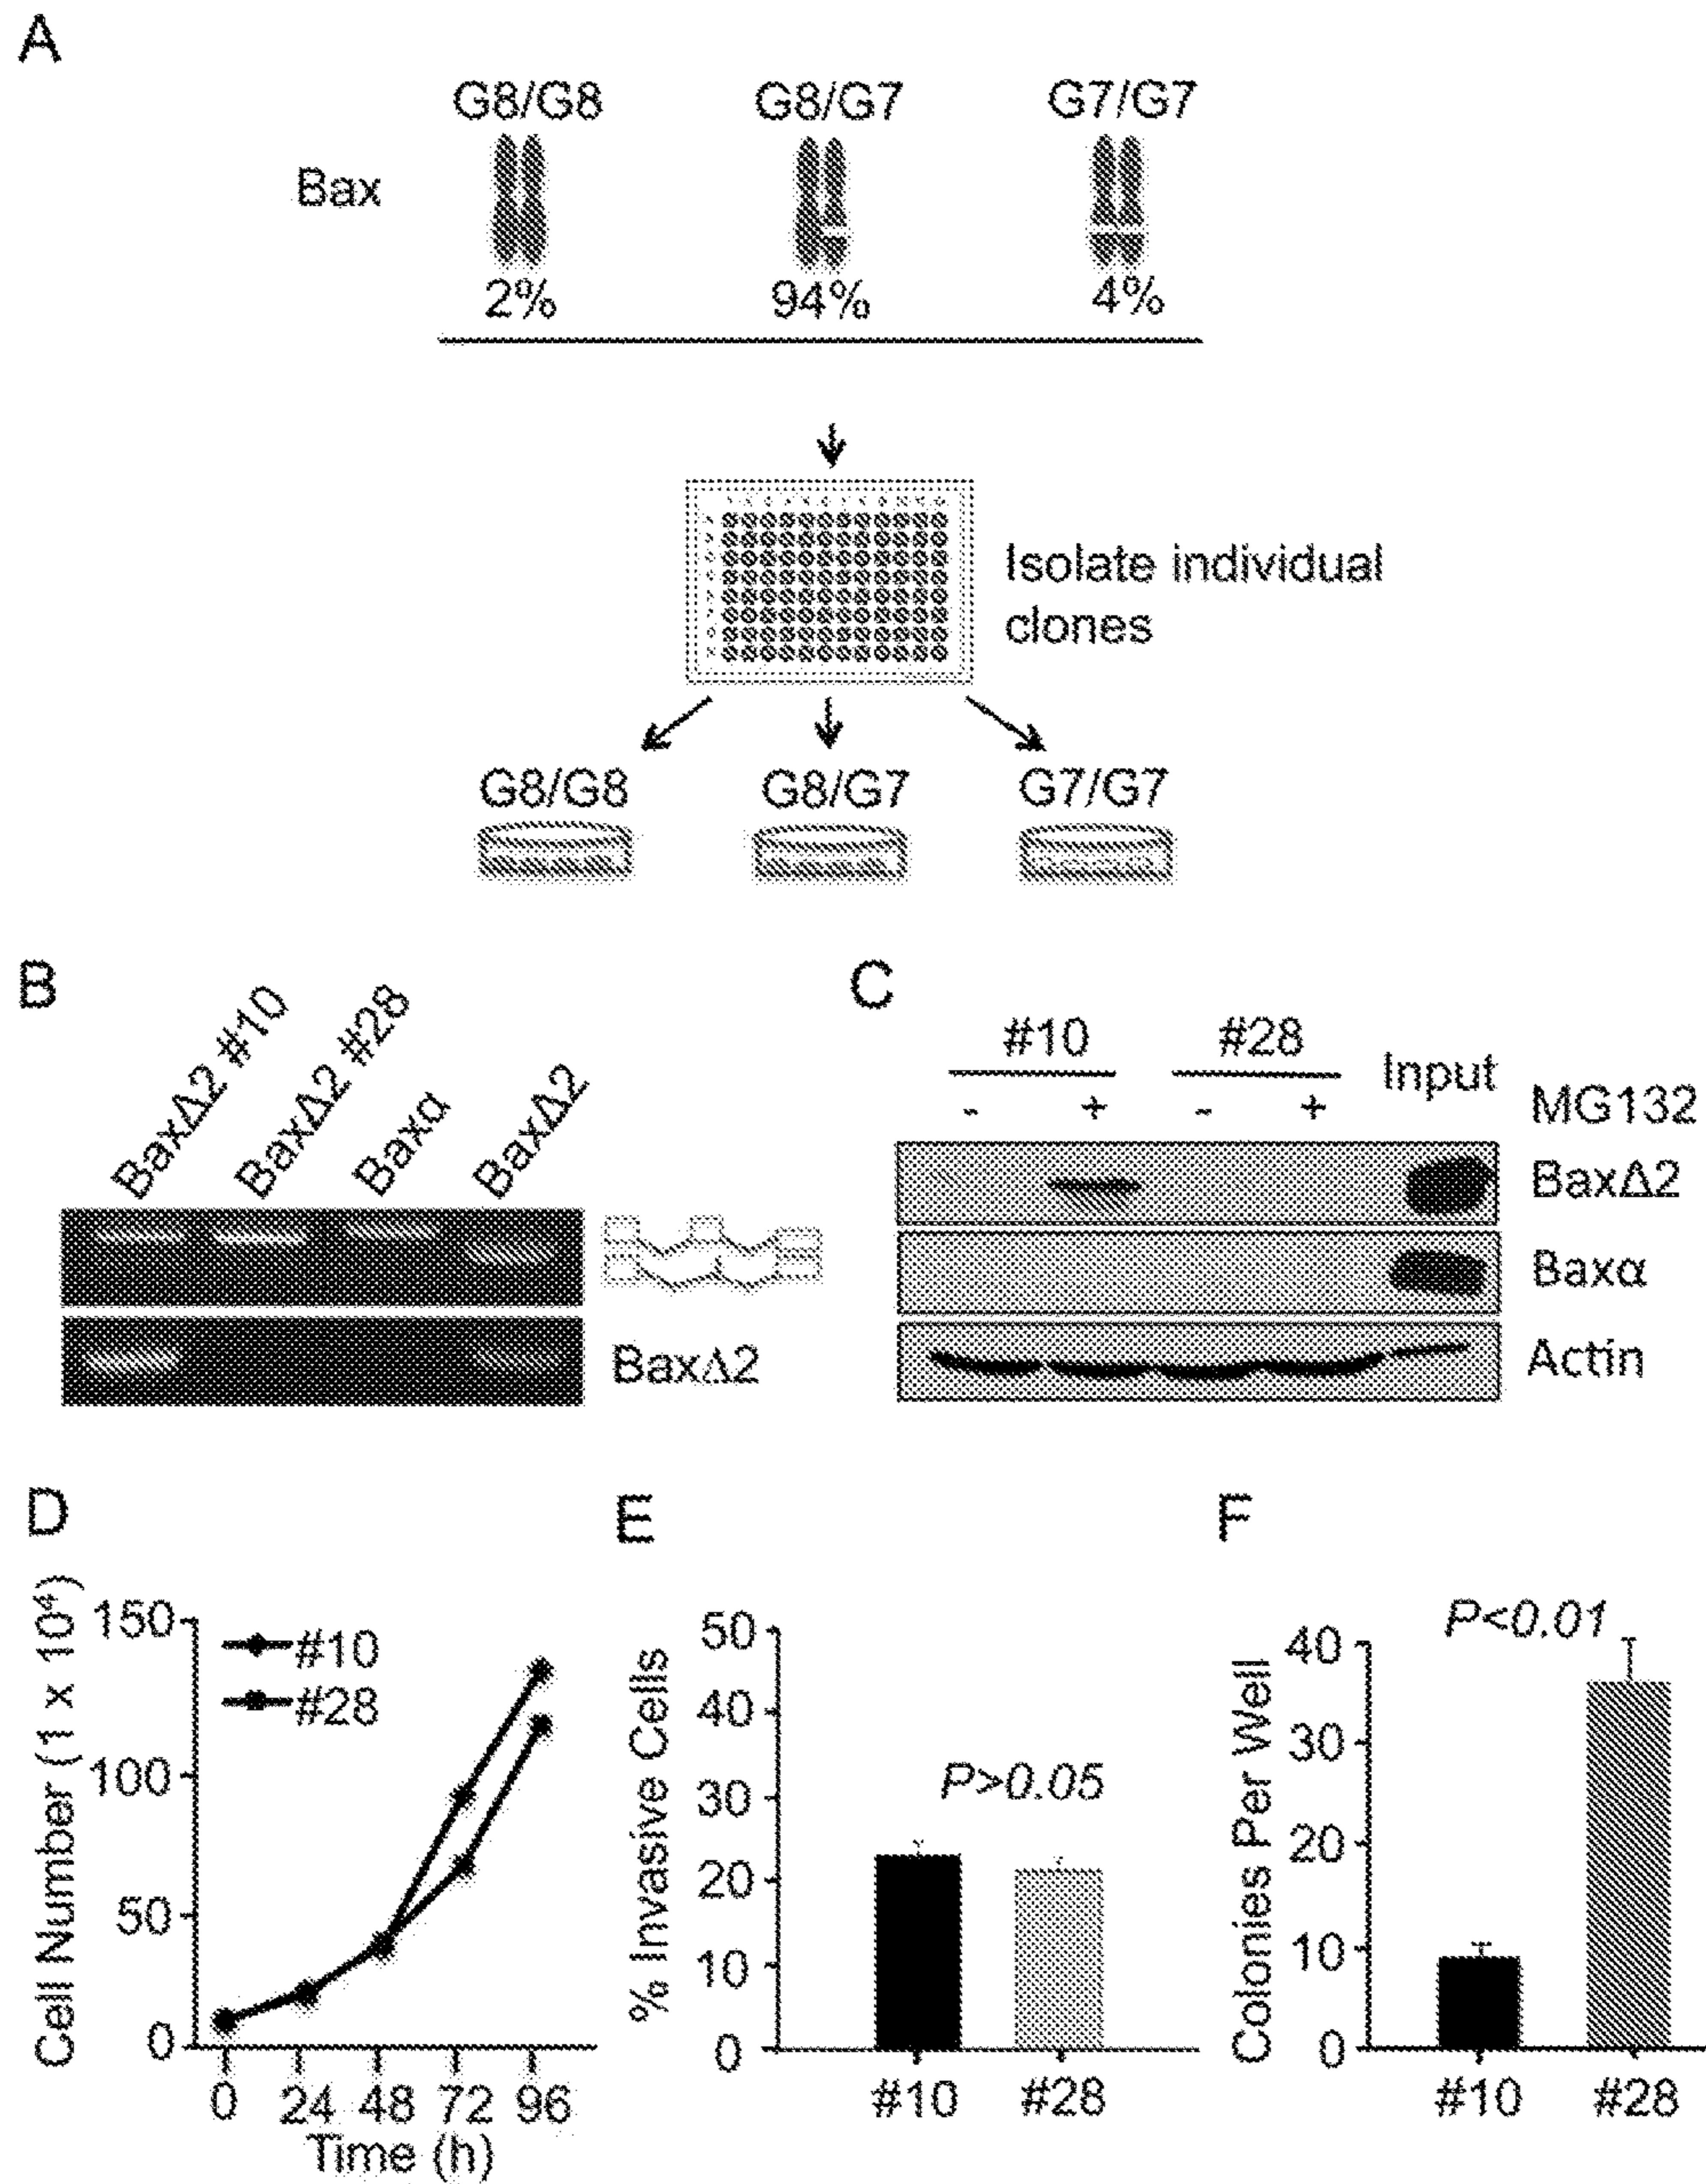 A
G8/G8 G8/G7 G7/G7
Bax
2% 94% 4%
Isolate individual
clones
G8/G8 G8/G7 G7/G7
B
BaxΔ2 #10
BaxΔ2 #28
Baxα
BaxΔ2
BaxΔ2
C
#10 #28 Input
- + - + MG132
BaxΔ2
Baxα
Actin
D
Cell Number (1 x 10⁴)
150
100
50
0
#10
#28
0 24 48 72 96
Time (h)
E
% Invasive Cells
50
40
30
20
10
0
P>0.05
#10 #28
F
Colonies Per Well
P<0.01
40
30
20
10
0
#10 #28